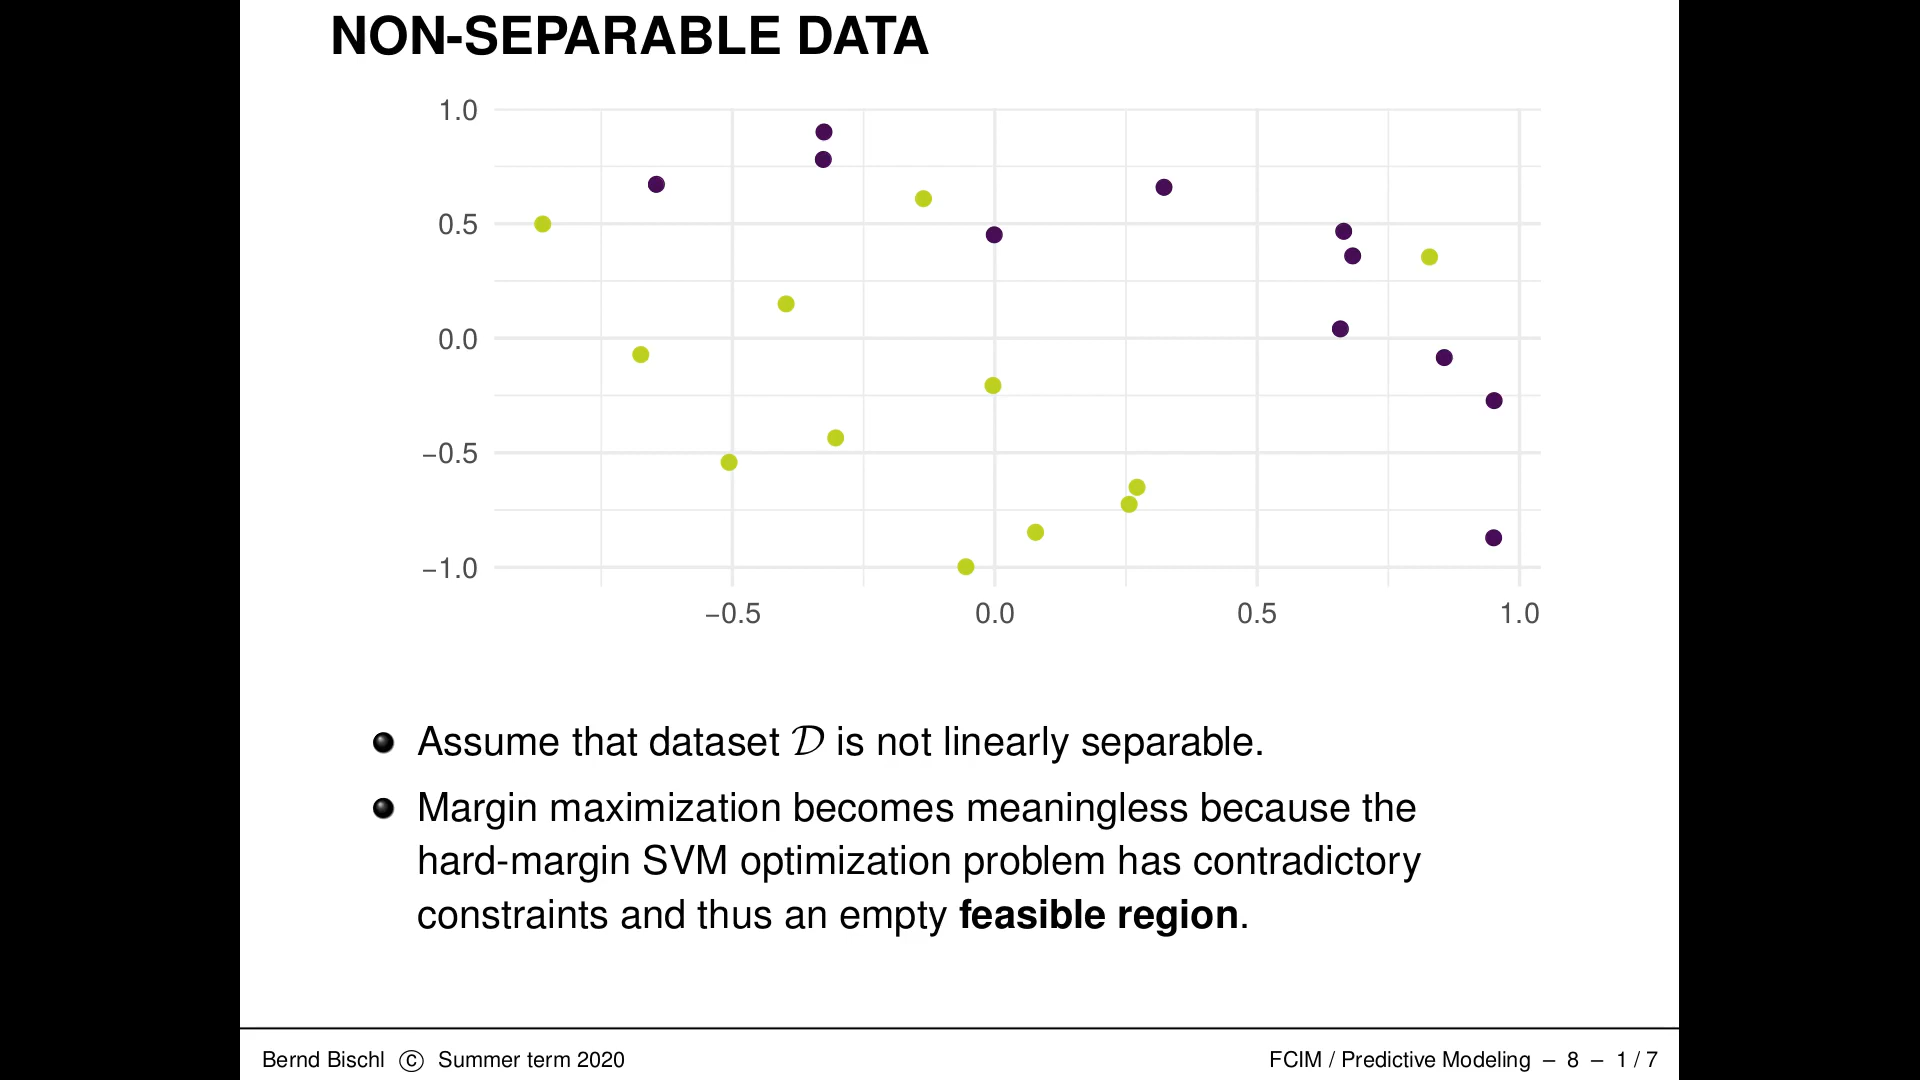 NON-SEPARABLE DATA
1.0
0.5
0.0
−0.5
−1.0
−0.5 0.0 0.5 1.0
Assume that dataset 𝒟 is not linearly separable.
Margin maximization becomes meaningless because the
hard-margin SVM optimization problem has contradictory
constraints and thus an empty feasible region.
Bernd Bischl © Summer term 2020 FCIM / Predictive Modeling – 8 – 1 / 7